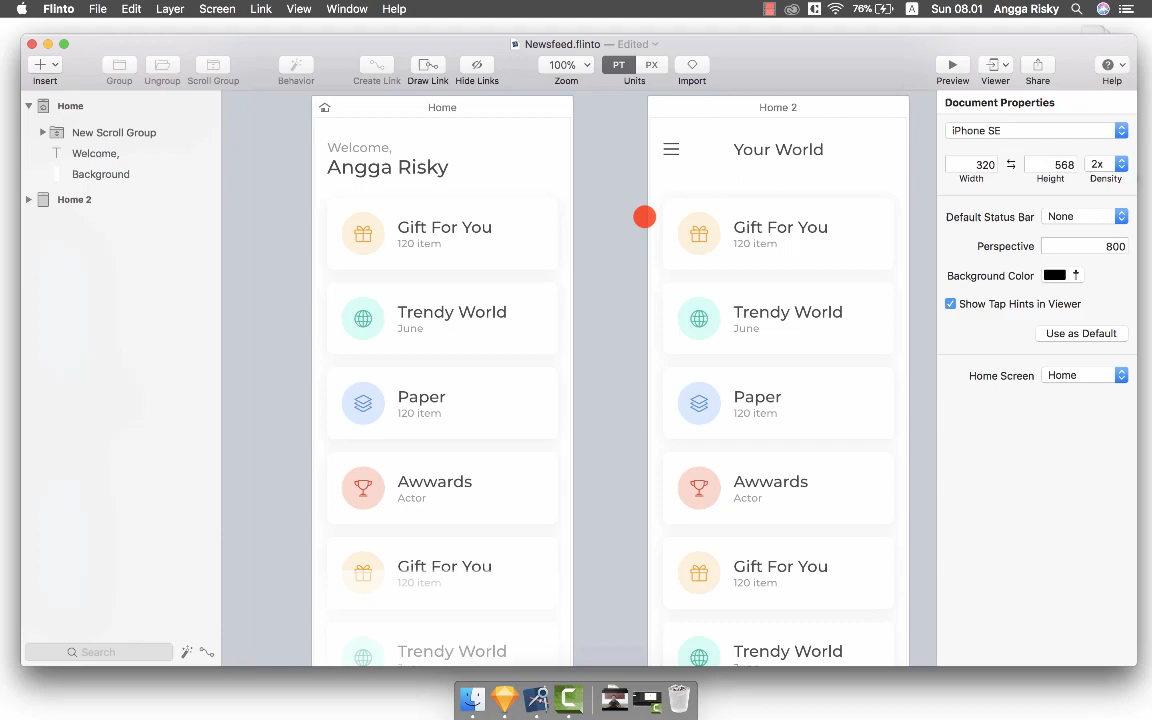 Flinto File Edit Layer Screen Link View Window Help 76% A Sun 08.01 Angga Risky
Newsfeed.flinto — Edited
100% PT PX
Insert Group Ungroup Scroll Group Behavior Create Link Draw Link Hide Links Zoom Units Import Preview Viewer Share Help
Home
New Scroll Group
Welcome,
Background
Home 2
Search
Home
Welcome,
Angga Risky
Gift For You
120 item
Trendy World
June
Paper
120 item
Awwards
Actor
Gift For You
120 item
Trendy World
Home 2
Your World
Gift For You
120 item
Trendy World
June
Paper
120 item
Awwards
Actor
Gift For You
120 item
Trendy World
Document Properties
iPhone SE
320 568 2x
Width Height Density
Default Status Bar None
Perspective 800
Background Color
Show Tap Hints in Viewer
Use as Default
Home Screen Home